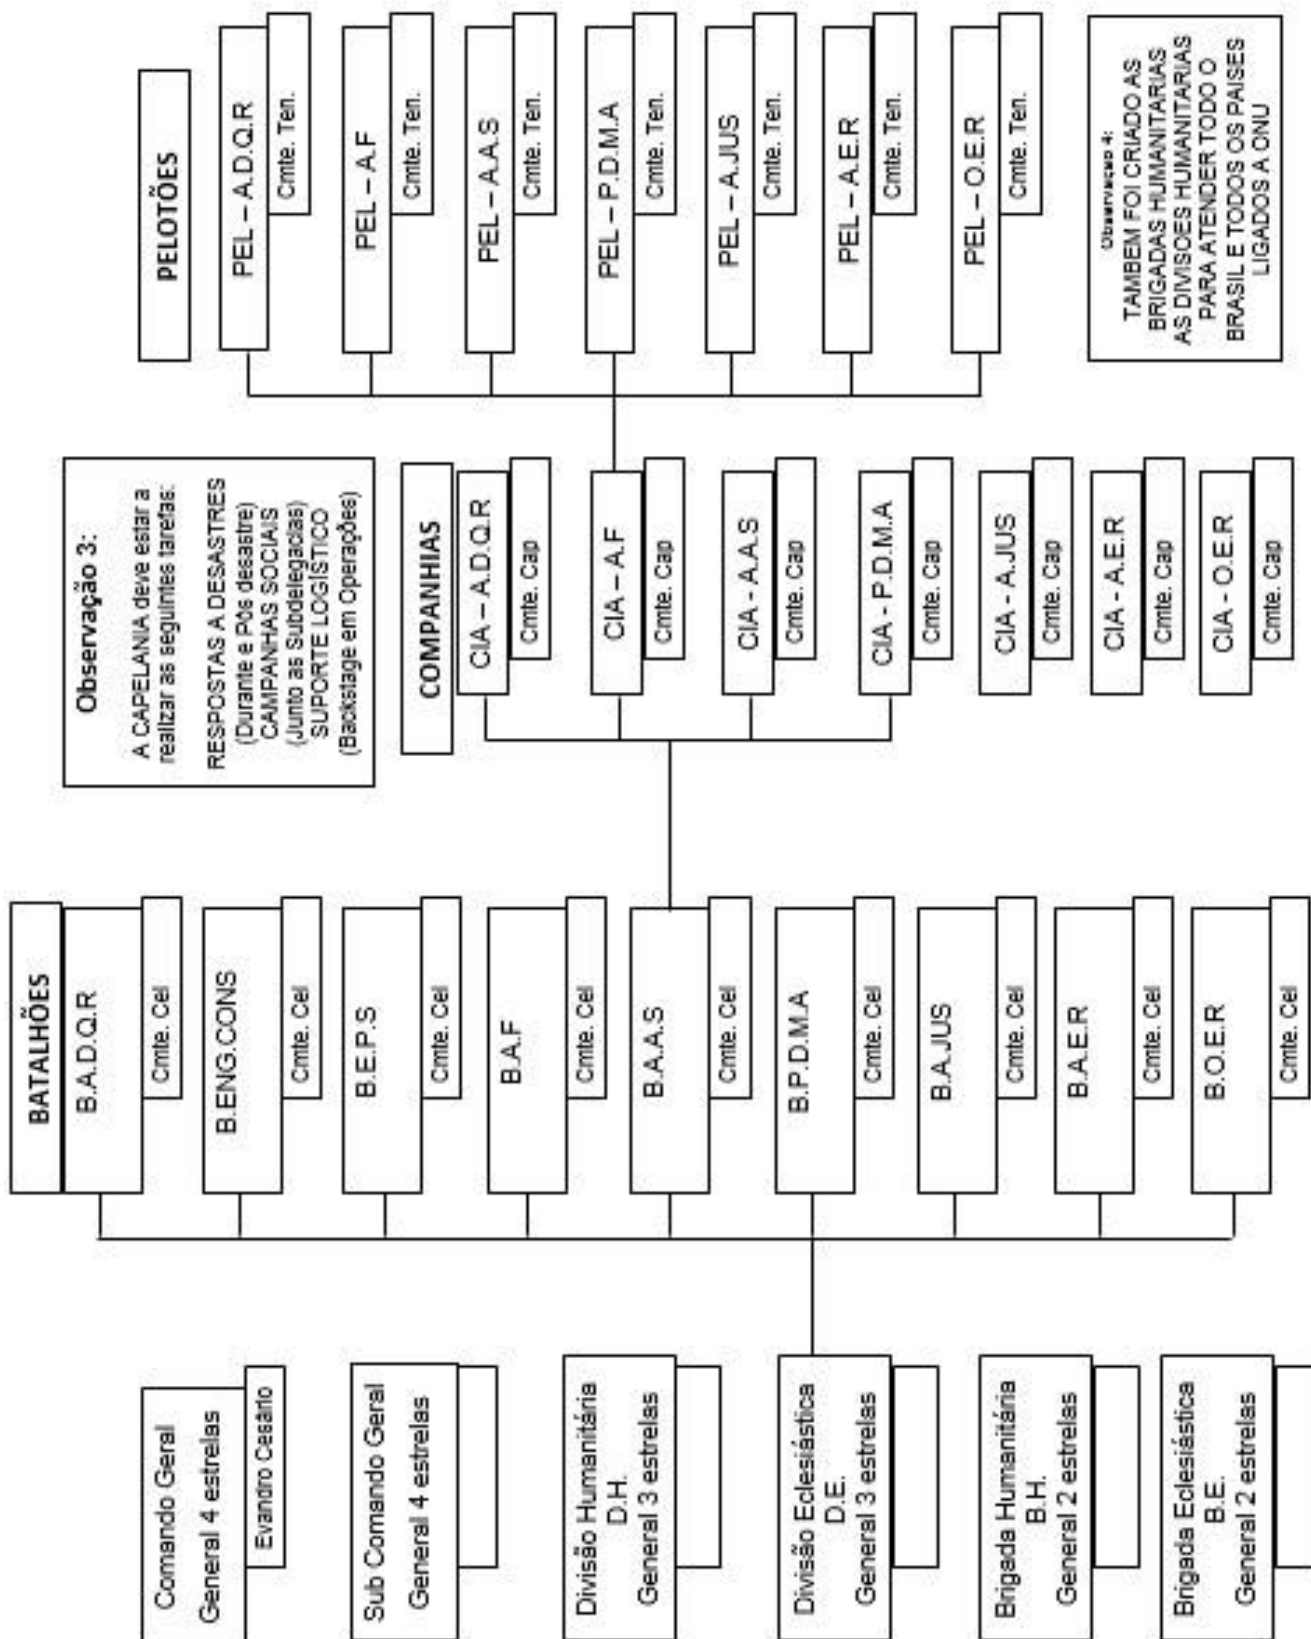 Comando Geral
General 4 estrelas
Evandro Cesário
Sub Comando Geral
General 4 estrelas
Divisão Humanitária
D.H.
General 3 estrelas
Divisão Eclesiástica
D.E.
General 3 estrelas
Brigada Humanitária
B.H.
General 2 estrelas
Brigada Eclesiástica
B.E.
General 2 estrelas
BATALHÕES
B.A.D.Q.R
Cmte. Cel
B.ENG.CONS
Cmte. Cel
B.E.P.S
Cmte. Cel
B.A.F
Cmte. Cel
B.A.A.S
Cmte. Cel
B.P.D.M.A
Cmte. Cel
B.A.JUS
Cmte. Cel
B.A.E.R
Cmte. Cel
B.O.E.R
Cmte. Cel
Observação 3:
A CAPELANIA deve estar a
realizar as seguintes tarefas:
RESPOSTAS A DESASTRES
(Durante e Pós desastre)
CAMPANHAS SOCIAIS
(Junto as Subdelegacias)
SUPORTE LOGÍSTICO
(Backstage em Operações)
COMPANHIAS
CIA – A.D.Q.R
Cmte. Cap
CIA – A.F
Cmte. Cap
CIA - A.A.S
Cmte. Cap
CIA - P.D.M.A
Cmte. Cap
CIA - A.JUS
Cmte. Cap
CIA - A.E.R
Cmte. Cap
CIA - O.E.R
Cmte. Cap
PELOTÕES
PEL – A.D.Q.R
Cmte. Ten.
PEL – A.F
Cmte. Ten.
PEL – A.A.S
Cmte. Ten.
PEL – P.D.M.A
Cmte. Ten.
PEL – A.JUS
Cmte. Ten.
PEL – A.E.R
Cmte. Ten.
PEL – O.E.R
Cmte. Ten.
Observacao 4:
TAMBEM FOI CRIADO AS
BRIGADAS HUMANITARIAS
AS DIVISOES HUMANITARIAS
PARA ATENDER TODO O
BRASIL E TODOS OS PAISES
LIGADOS A ONU